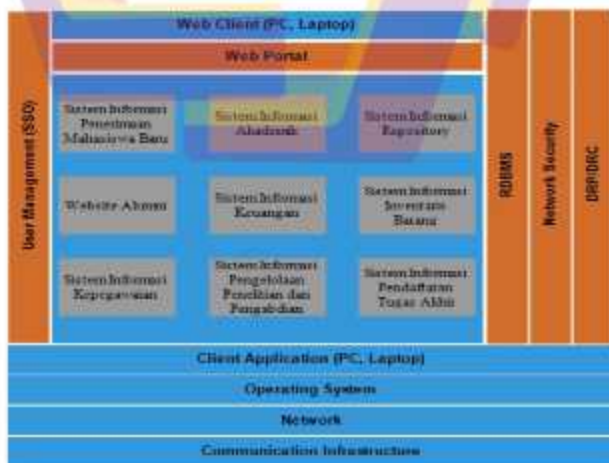 Web Client (PC, Laptop)
Web Portal
User Management (SSO)
Sistem Informasi
Penerimaan
Mahasiswa Baru
Sistem Informasi
Akademik
Sistem Informasi
Repository
Website Alumni
Sistem Informasi
Keuangan
Sistem Informasi
Inventaris
Barang
Sistem Informasi
Kepegawaian
Sistem Informasi
Pengelolaan
Penelitian dan
Pengabdian
Sistem Informasi
Pendaftaran
Tugas Akhir
RDBMS
Network Security
DRP/DRC
Client Application (PC, Laptop)
Operating System
Network
Communication Infrastructure